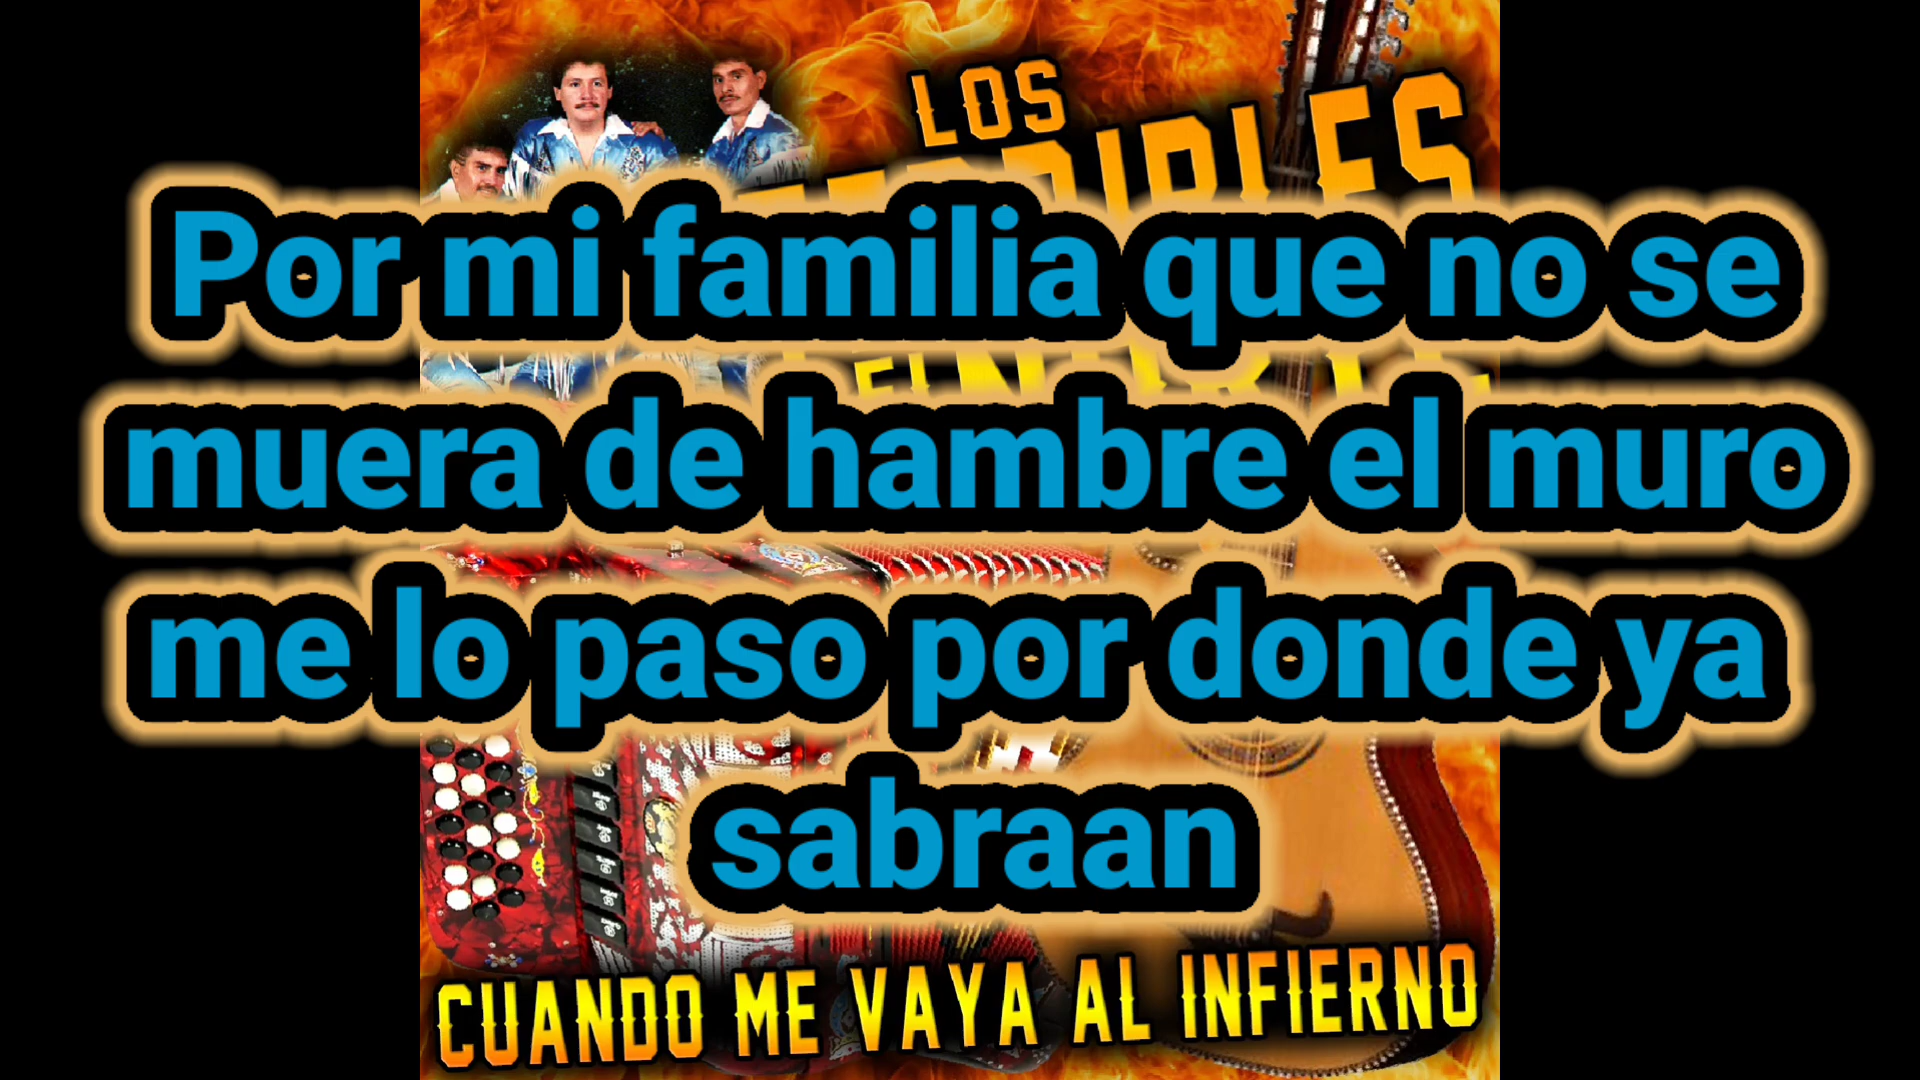 LOS
Por mi familia que no se
muera de hambre el muro
me lo paso por donde ya
sabraan
CUANDO ME VAYA AL INFIERNO